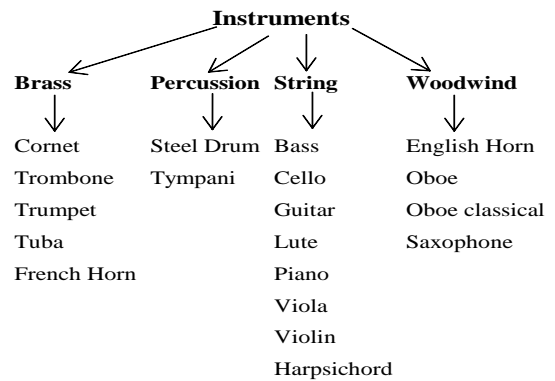 Instruments
Brass Percussion String Woodwind
Cornet Steel Drum Bass English Horn
Trombone Tympani Cello Oboe
Trumpet Guitar Oboe classical
Tuba Lute Saxophone
French Horn Piano
Viola
Violin
Harpsichord